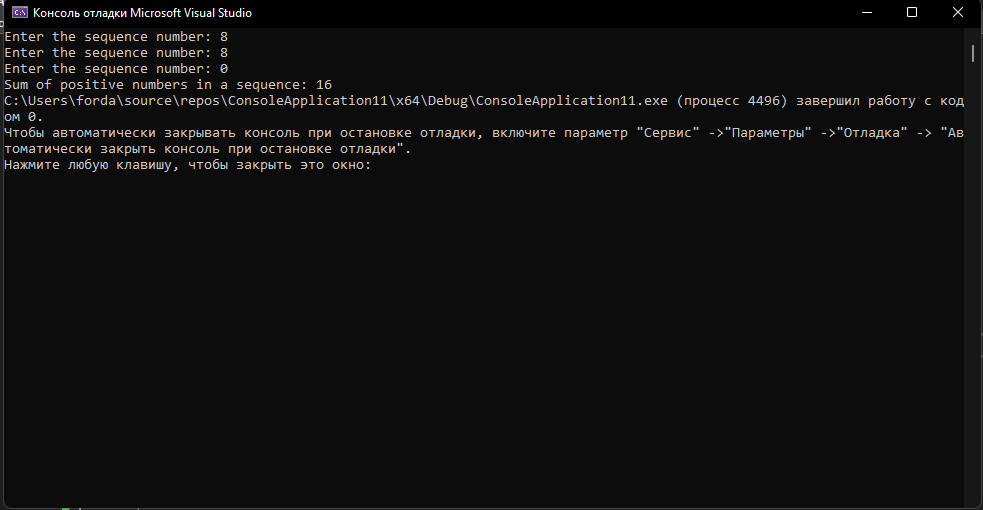 Консоль отладки Microsoft Visual Studio
Enter the sequence number: 8
Enter the sequence number: 8
Enter the sequence number: 0
Sum of positive numbers in a sequence: 16
C:\Users\forda\source\repos\ConsoleApplication11\x64\Debug\ConsoleApplication11.exe (процесс 4496) завершил работу с код
ом 0.
Чтобы автоматически закрывать консоль при остановке отладки, включите параметр "Сервис" ->"Параметры" ->"Отладка" -> "Ав
томатически закрыть консоль при остановке отладки".
Нажмите любую клавишу, чтобы закрыть это окно: